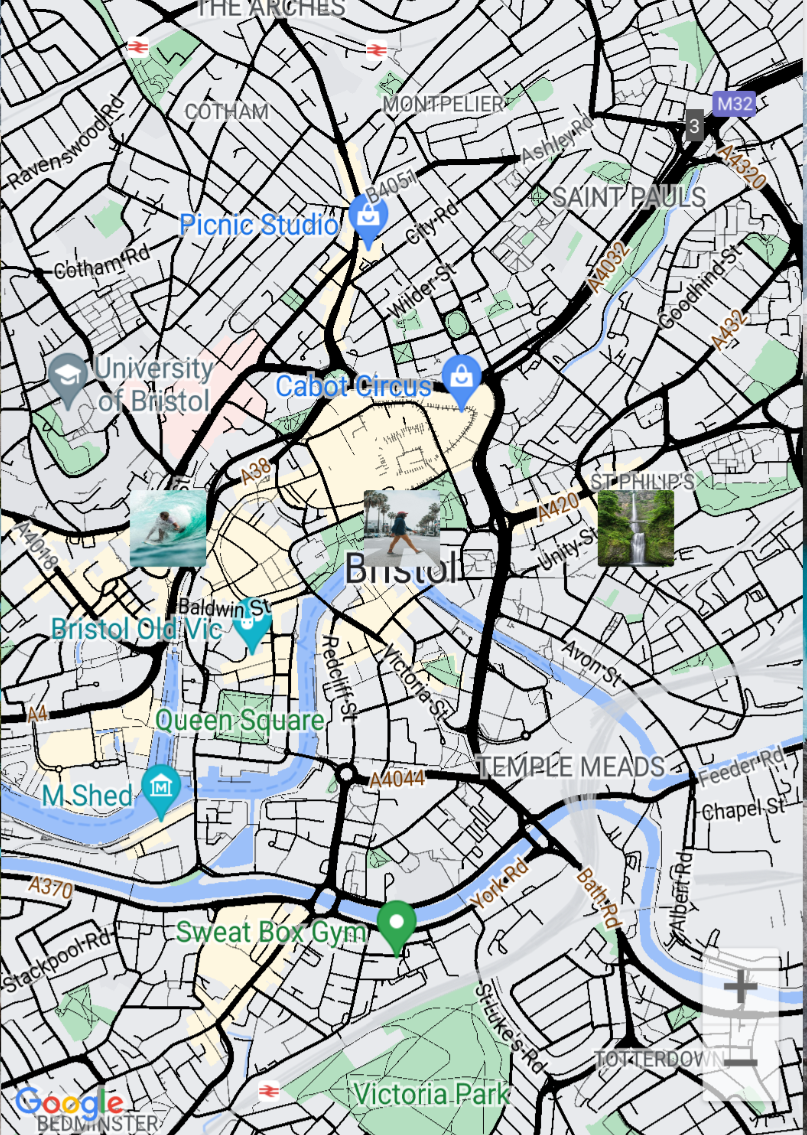 THE ARCHES
COTHAM
MONTPELIER
M32
3
Ravenswood Rd
Ashley Rd
A4320
B4051
SAINT PAULS
Picnic Studio
City Rd
Cotham Rd
A4032
Goodhind St
Wilder St
A432
University
of Bristol
Cabot Circus
A38
ST PHILIP'S
A420
A4018
Unity St
Bristol
Baldwin St
Bristol Old Vic
Redcliff St
Victoria St
Avon St
A4
Queen Square
TEMPLE MEADS
A4044
Feeder Rd
M Shed
Chapel St
A370
York Rd
Bath Rd
Albert Rd
Sweat Box Gym
Stackpool Rd
+
St Luke's Rd
TOTTERDOWN
−
Victoria Park
Google
BEDMINSTER